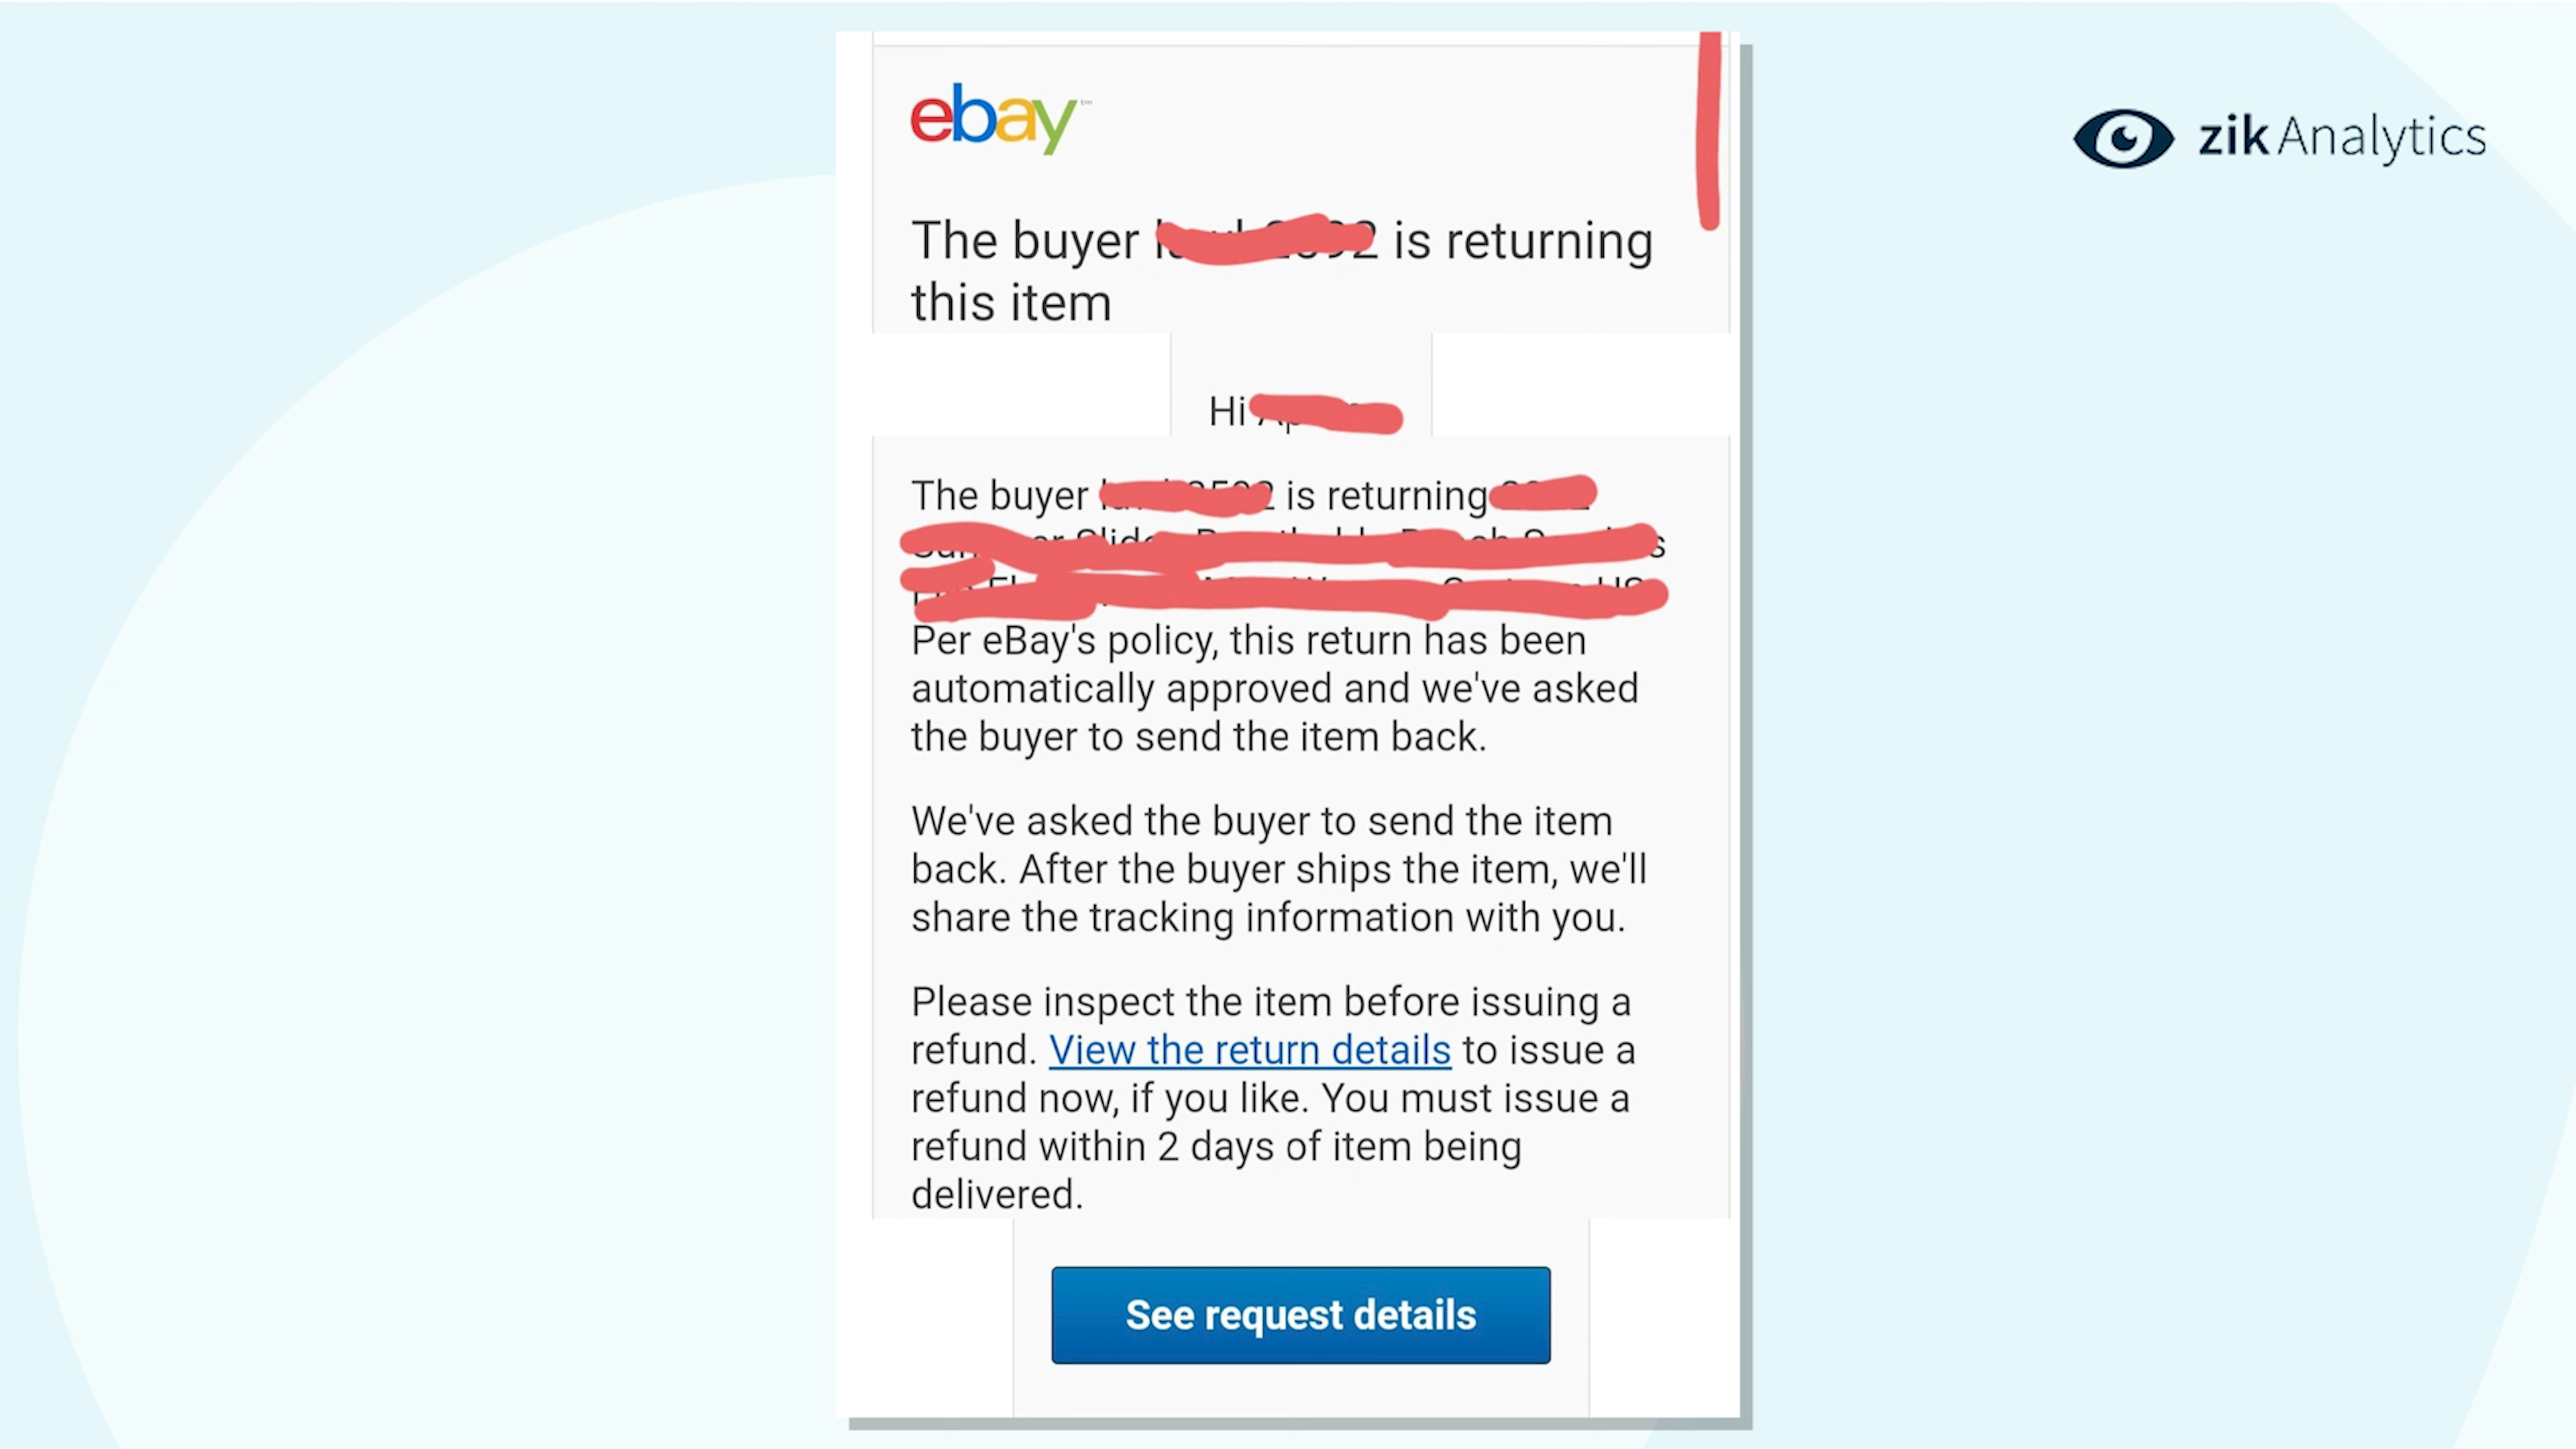 ebay™
zikAnalytics
The buyer is returning
this item
Hi
The buyer is returning
Per eBay's policy, this return has been
automatically approved and we've asked
the buyer to send the item back.
We've asked the buyer to send the item
back. After the buyer ships the item, we'll
share the tracking information with you.
Please inspect the item before issuing a
refund. View the return details to issue a
refund now, if you like. You must issue a
refund within 2 days of item being
delivered.
See request details